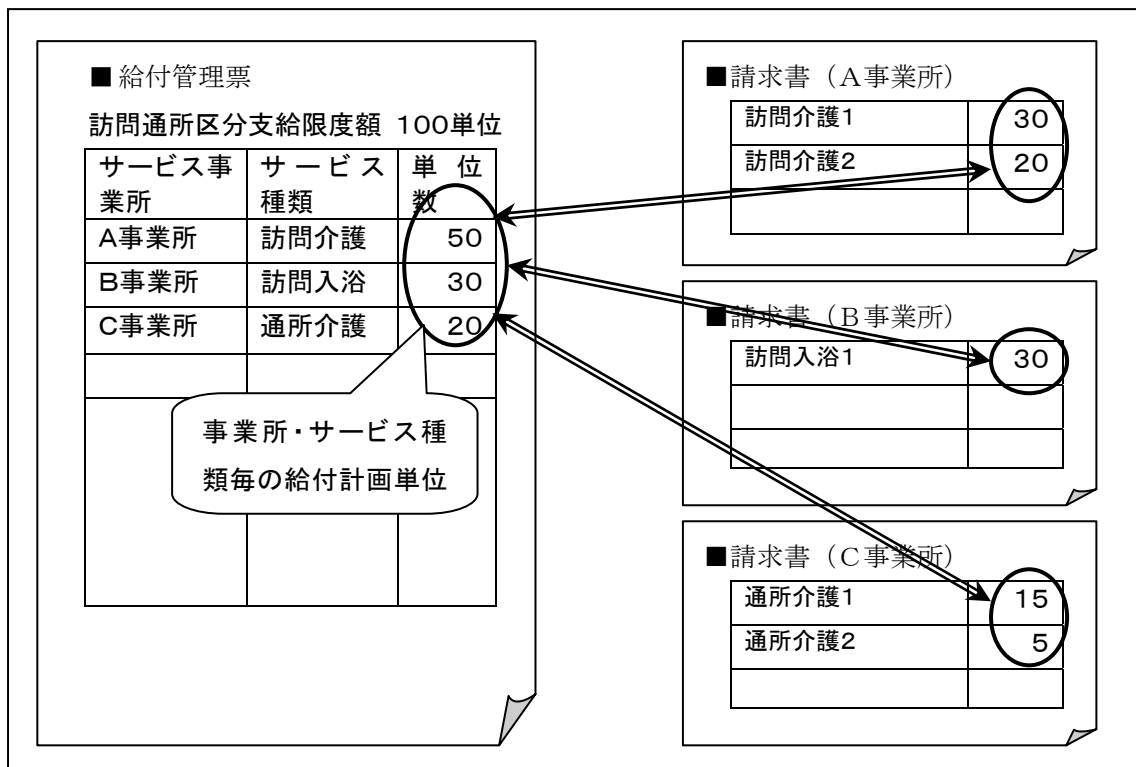 ■ 給付管理票
訪問通所区分支給限度額 100単位
サービス事業所 サービス種類 単位数
A事業所 訪問介護 50
B事業所 訪問入浴 30
C事業所 通所介護 20
事業所・サービス種
類毎の給付計画単位
■請求書（A事業所）
訪問介護1 30
訪問介護2 20
■請求書（B事業所）
訪問入浴1 30
■請求書（C事業所）
通所介護1 15
通所介護2 5